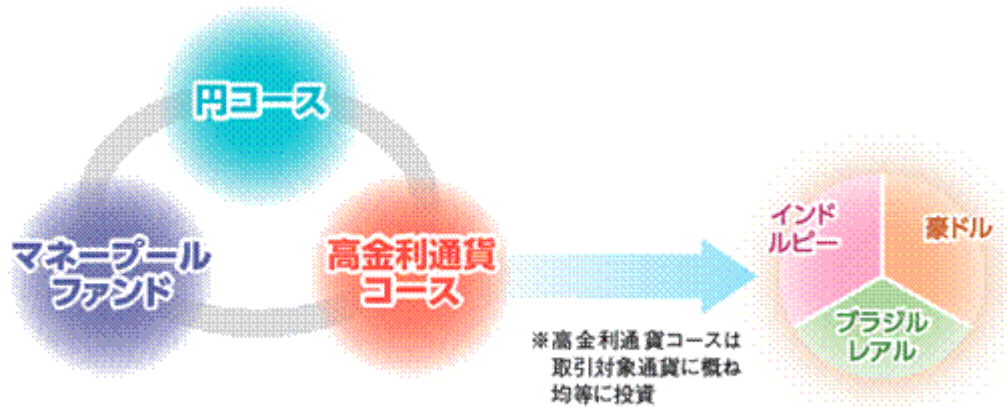 円コース
マネープール
ファンド
高金利通貨
コース
※高金利通貨コースは
取引対象通貨に概ね
均等に投資
インド
ルピー
豪ドル
ブラジル
レアル